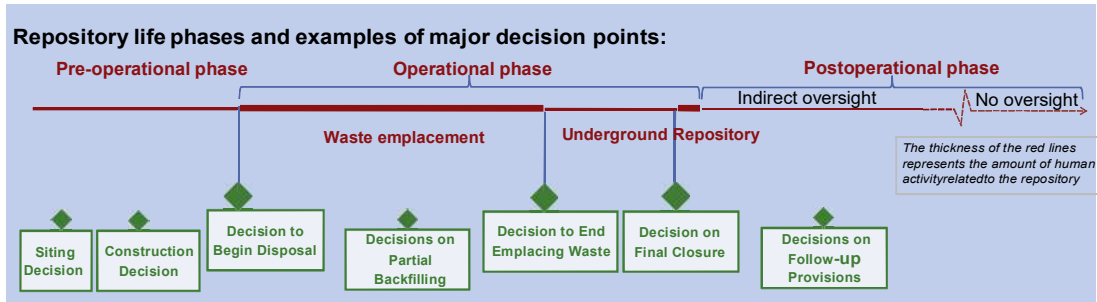 Repository life phases and examples of major decision points:
Pre-operational phase
Operational phase
Postoperational phase
Indirect oversight
No oversight
Waste emplacement
Underground Repository
The thickness of the red lines
represents the amount of human
activityrelatedto the repository
Siting
Decision
Construction
Decision
Decision to
Begin Disposal
Decisions on
Partial
Backfilling
Decision to End
Emplacing Waste
Decision on
Final Closure
Decisions on
Follow-up
Provisions